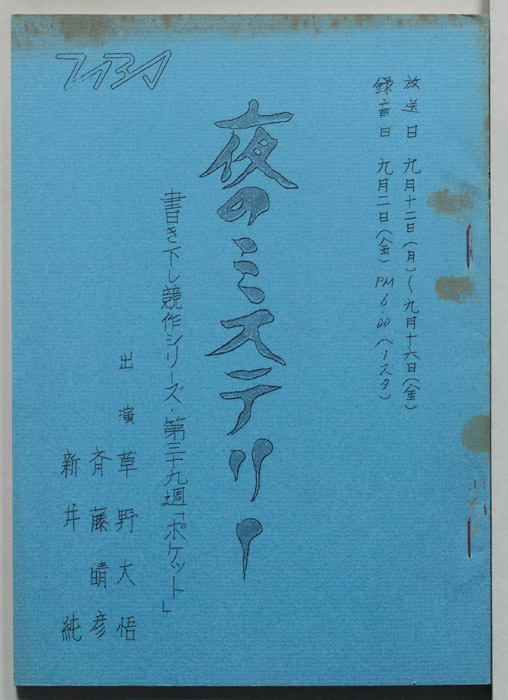 放送日 九月十二日(月)〜九月十六日(金)
録音日 九月二日(金) PM6.00(1スタ)
夜のミステリー
書き下し競作シリーズ・第三十九週「ポケット」
出演 草野大悟
斉藤晴彦
新井純
TBS